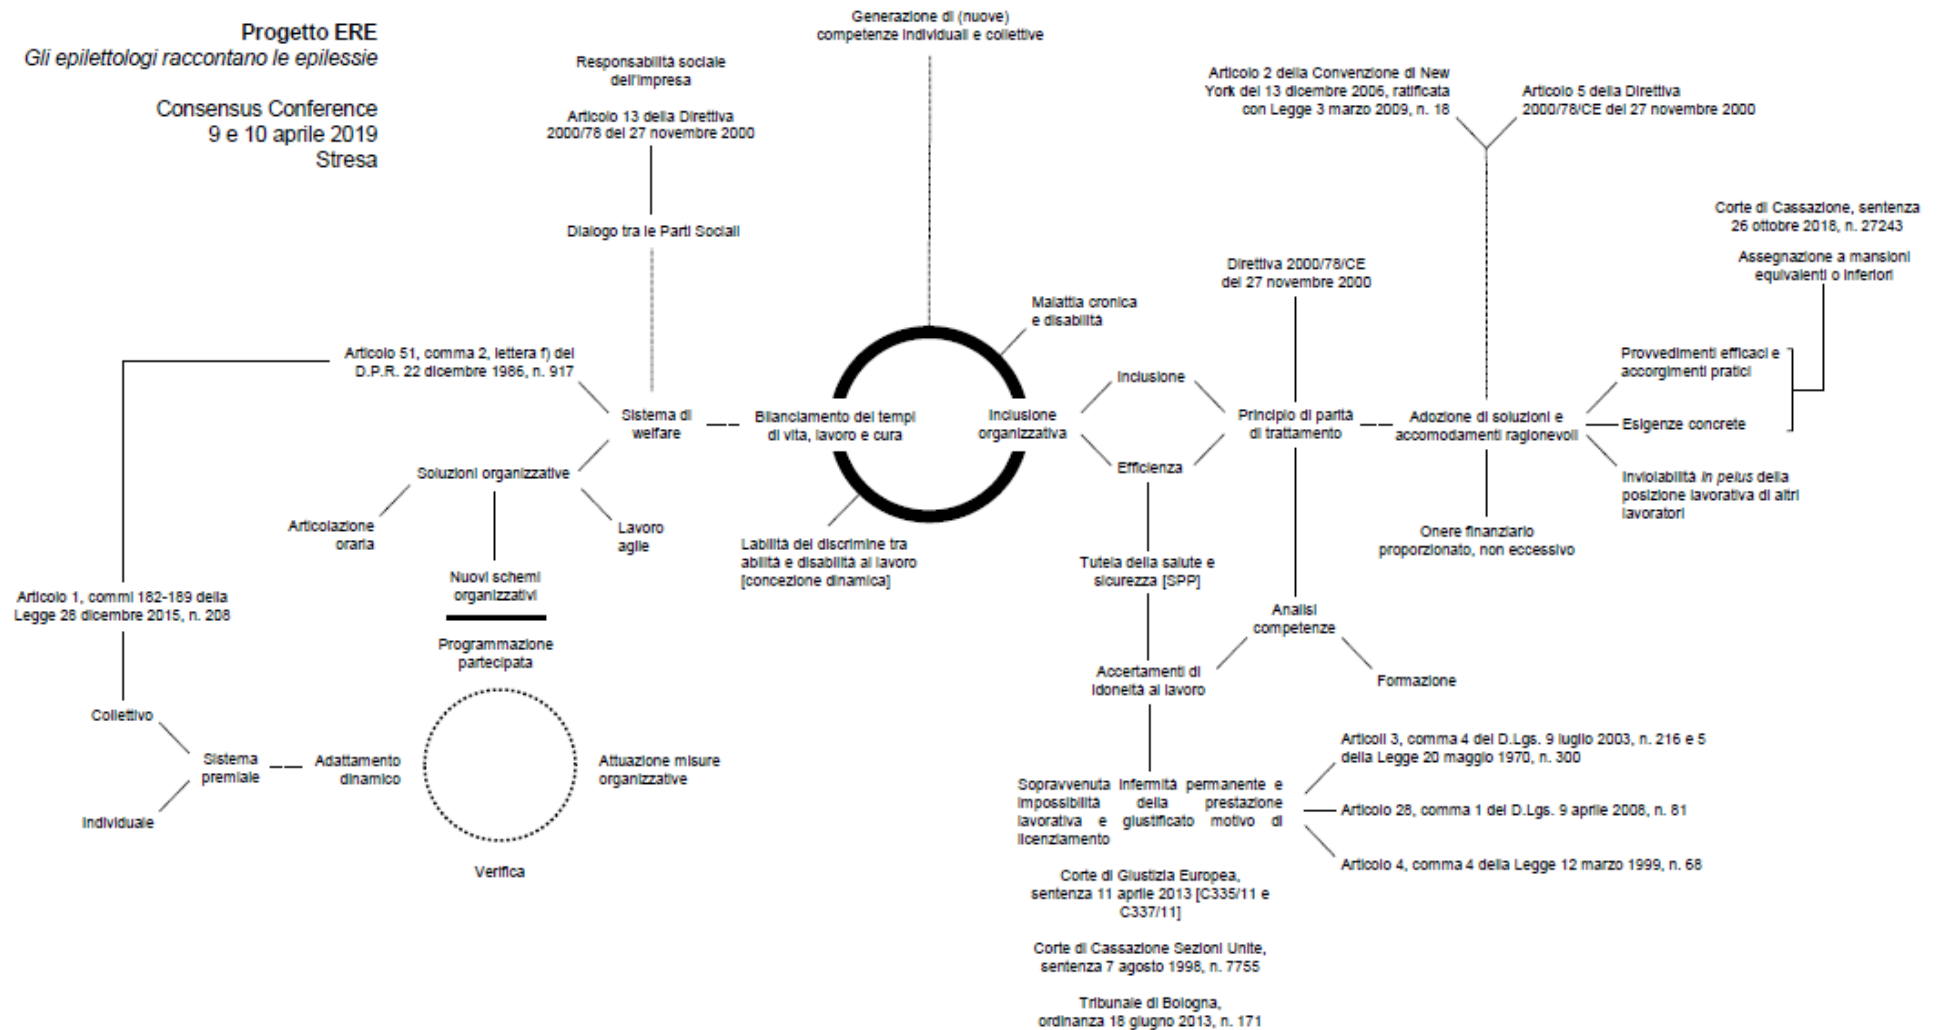 Progetto ERE
Gli epilettologi raccontano le epilessie
Consensus Conference
9 e 10 aprile 2019
Stresa
Generazione di (nuove)
competenze individuali e collettive
Responsabilità sociale
dell'impresa
Articolo 13 della Direttiva
2000/78 del 27 novembre 2000
Dialogo tra le Parti Sociali
Articolo 2 della Convenzione di New
York del 13 dicembre 2006, ratificata
con Legge 3 marzo 2009, n. 18
Articolo 5 della Direttiva
2000/78/CE del 27 novembre 2000
Corte di Cassazione, sentenza
26 ottobre 2018, n. 27243
Assegnazione a mansioni
equivalenti o inferiori
Direttiva 2000/78/CE
del 27 novembre 2000
Malattia cronica
e disabilità
Articolo 51, comma 2, lettera f) del
D.P.R. 22 dicembre 1986, n. 917
Sistema di
welfare
Bilanciamento dei tempi
di vita, lavoro e cura
Inclusione
organizzativa
Inclusione
Efficienza
Principio di parità
di trattamento
Adozione di soluzioni e
accomodamenti ragionevoli
Provvedimenti efficaci e
accorgimenti pratici
Esigenze concrete
Inviolabilità in pejus della
posizione lavorativa di altri
lavoratori
Onere finanziario
proporzionato, non eccessivo
Soluzioni organizzative
Articolazione
oraria
Lavoro
agile
Nuovi schemi
organizzativi
Programmazione
partecipata
Labilità del discrimine tra
abilità e disabilità al lavoro
[concezione dinamica]
Tutela della salute e
sicurezza [SPP]
Analisi
competenze
Accertamenti di
idoneità al lavoro
Formazione
Articolo 1, commi 182-189 della
Legge 28 dicembre 2015, n. 208
Collettivo
Sistema
premiale
Individuale
Adattamento
dinamico
Attuazione misure
organizzative
Verifica
Sopravvenuta infermità permanente e
impossibilità della prestazione
lavorativa e giustificato motivo di
licenziamento
Articoli 3, comma 4 del D.Lgs. 9 luglio 2003, n. 216 e 5
della Legge 20 maggio 1970, n. 300
Articolo 28, comma 1 del D.Lgs. 9 aprile 2008, n. 81
Articolo 4, comma 4 della Legge 12 marzo 1999, n. 68
Corte di Giustizia Europea,
sentenza 11 aprile 2013 [C335/11 e
C337/11]
Corte di Cassazione Sezioni Unite,
sentenza 7 agosto 1998, n. 7755
Tribunale di Bologna,
ordinanza 18 giugno 2013, n. 171